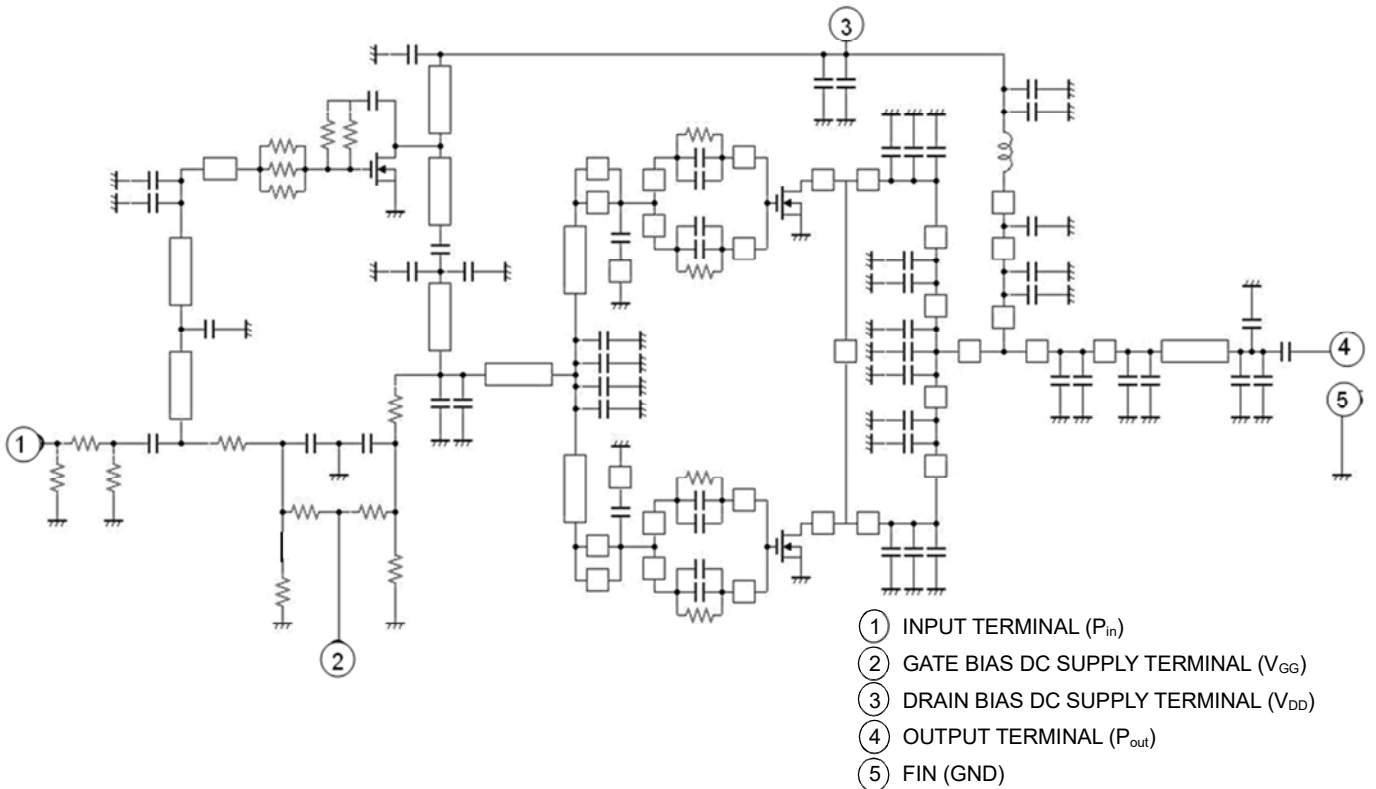 3
4
5
1
2
1 INPUT TERMINAL (Pin)
2 GATE BIAS DC SUPPLY TERMINAL (VGG)
3 DRAIN BIAS DC SUPPLY TERMINAL (VDD)
4 OUTPUT TERMINAL (Pout)
5 FIN (GND)